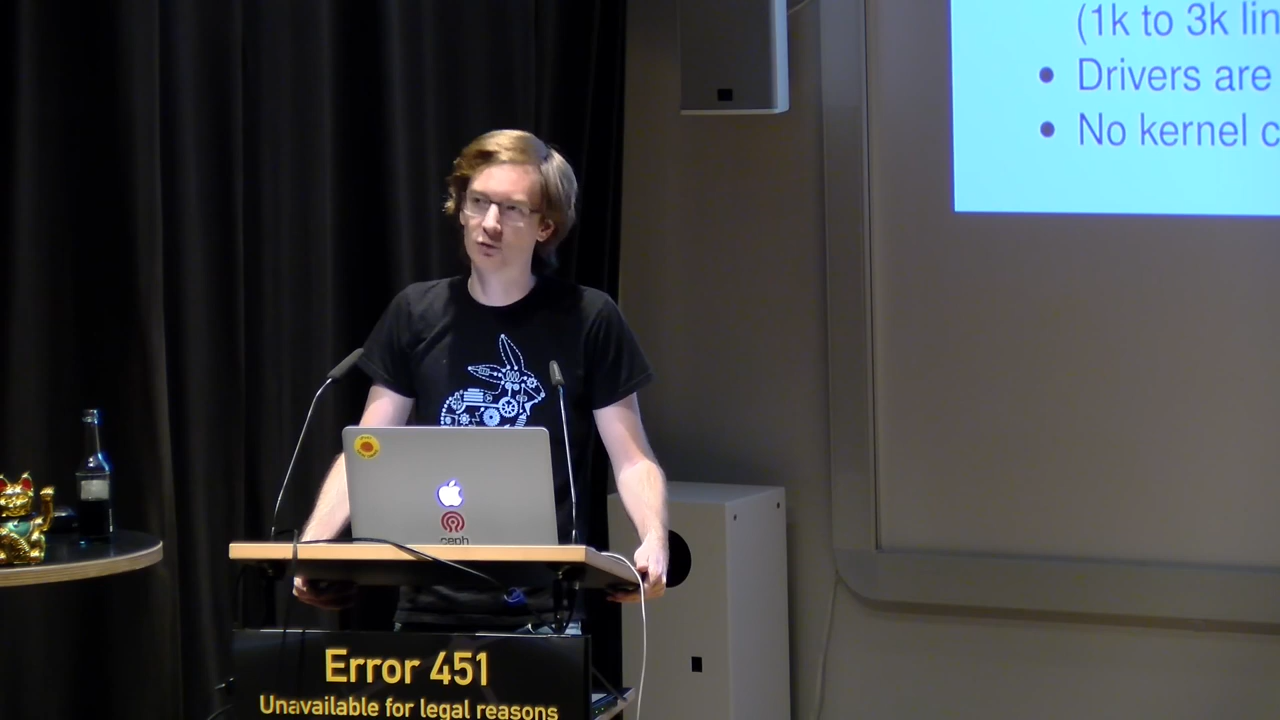 (1k to 3k lin
• Drivers are
• No kernel c
ceph
Error 451
Unavailable for legal reasons